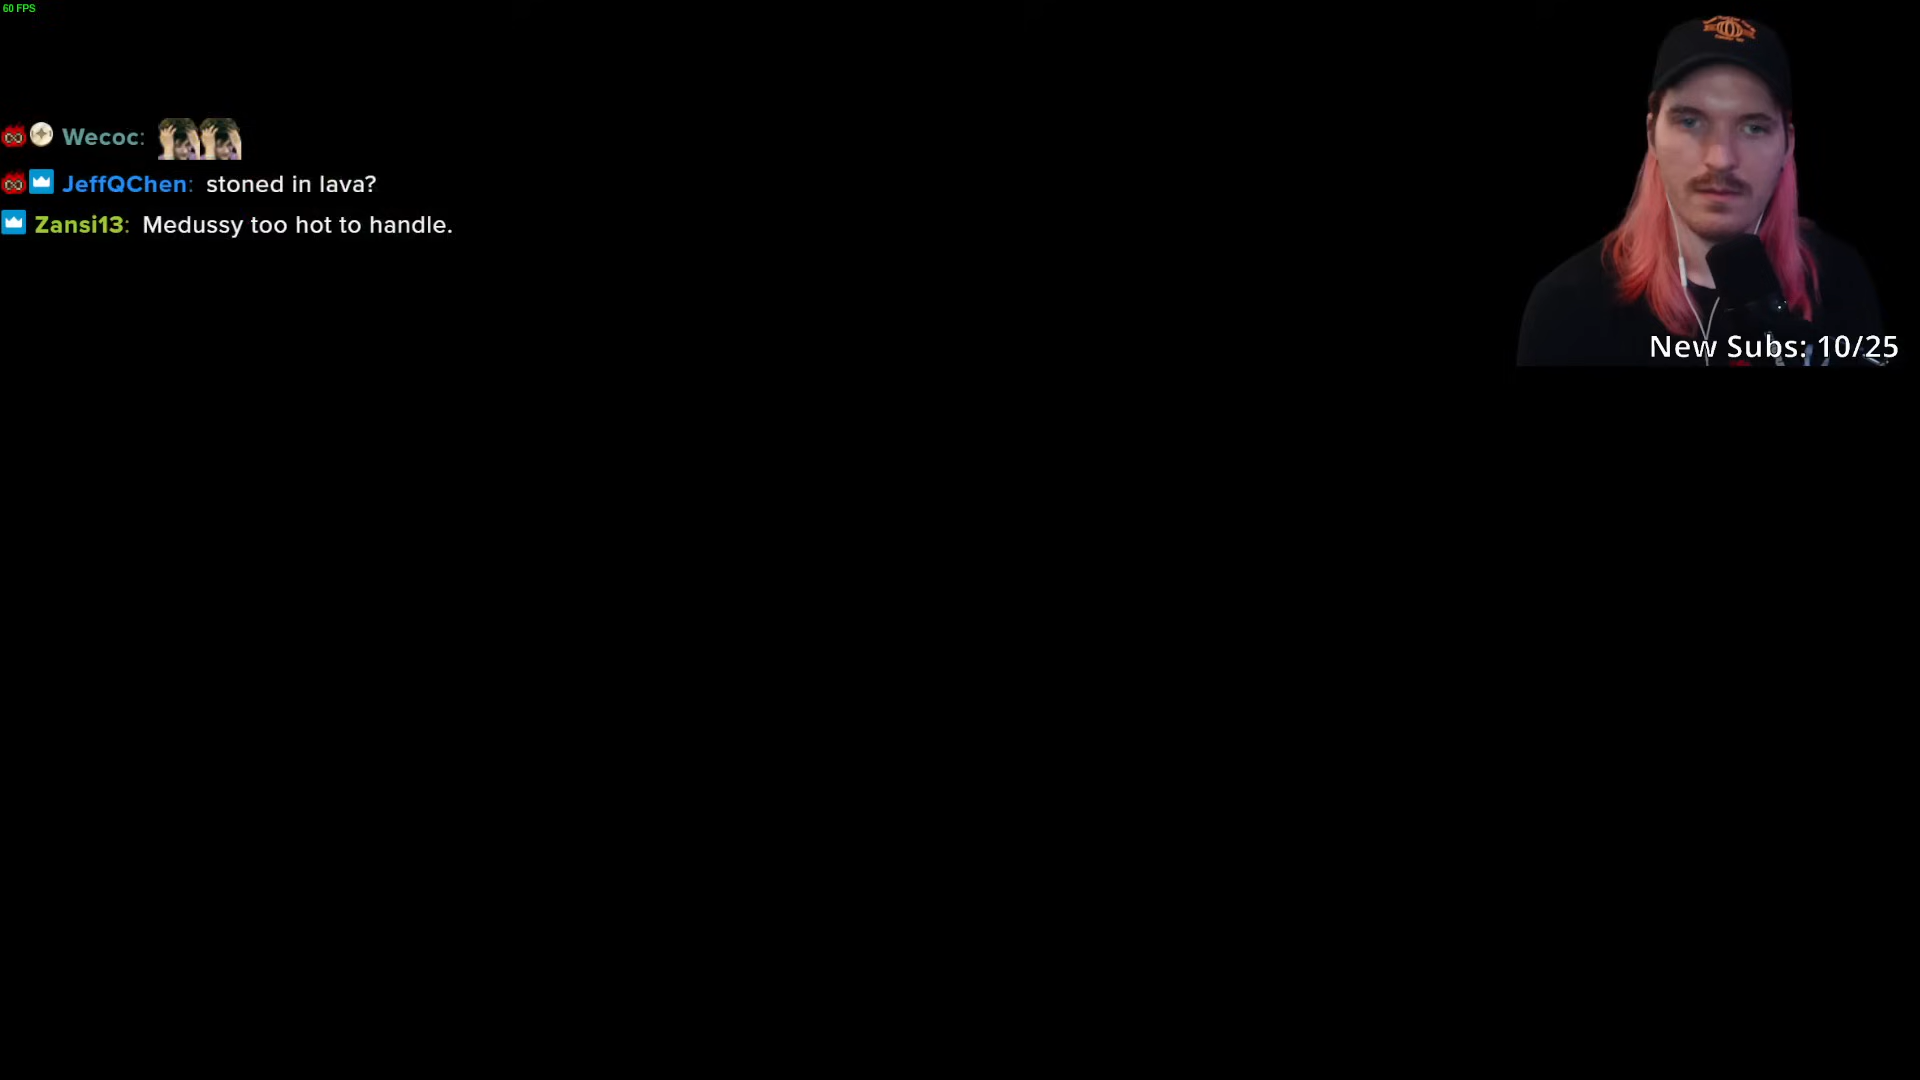 60 FPS
Wecoc:
JeffQChen: stoned in lava?
Zansi13: Medussy too hot to handle.
New Subs: 10/25